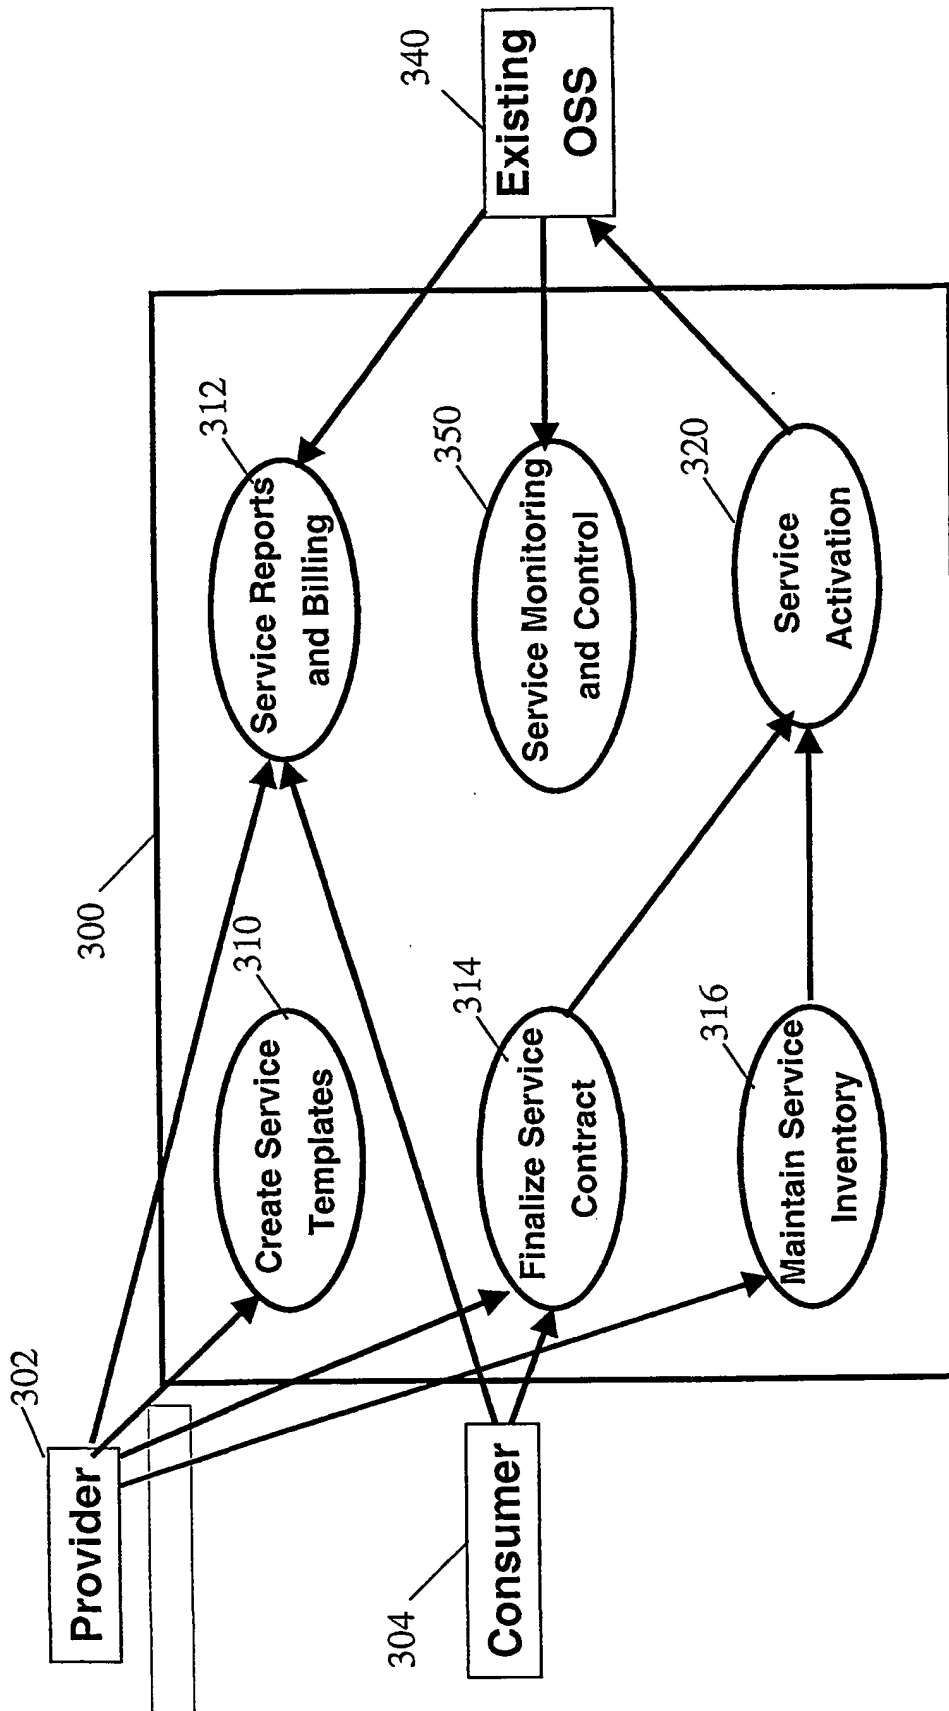 302
Provider
304
Consumer
300
310
Create Service
Templates
312
Service Reports
and Billing
314
Finalize Service
Contract
350
Service Monitoring
and Control
316
Maintain Service
Inventory
320
Service
Activation
340
Existing
OSS